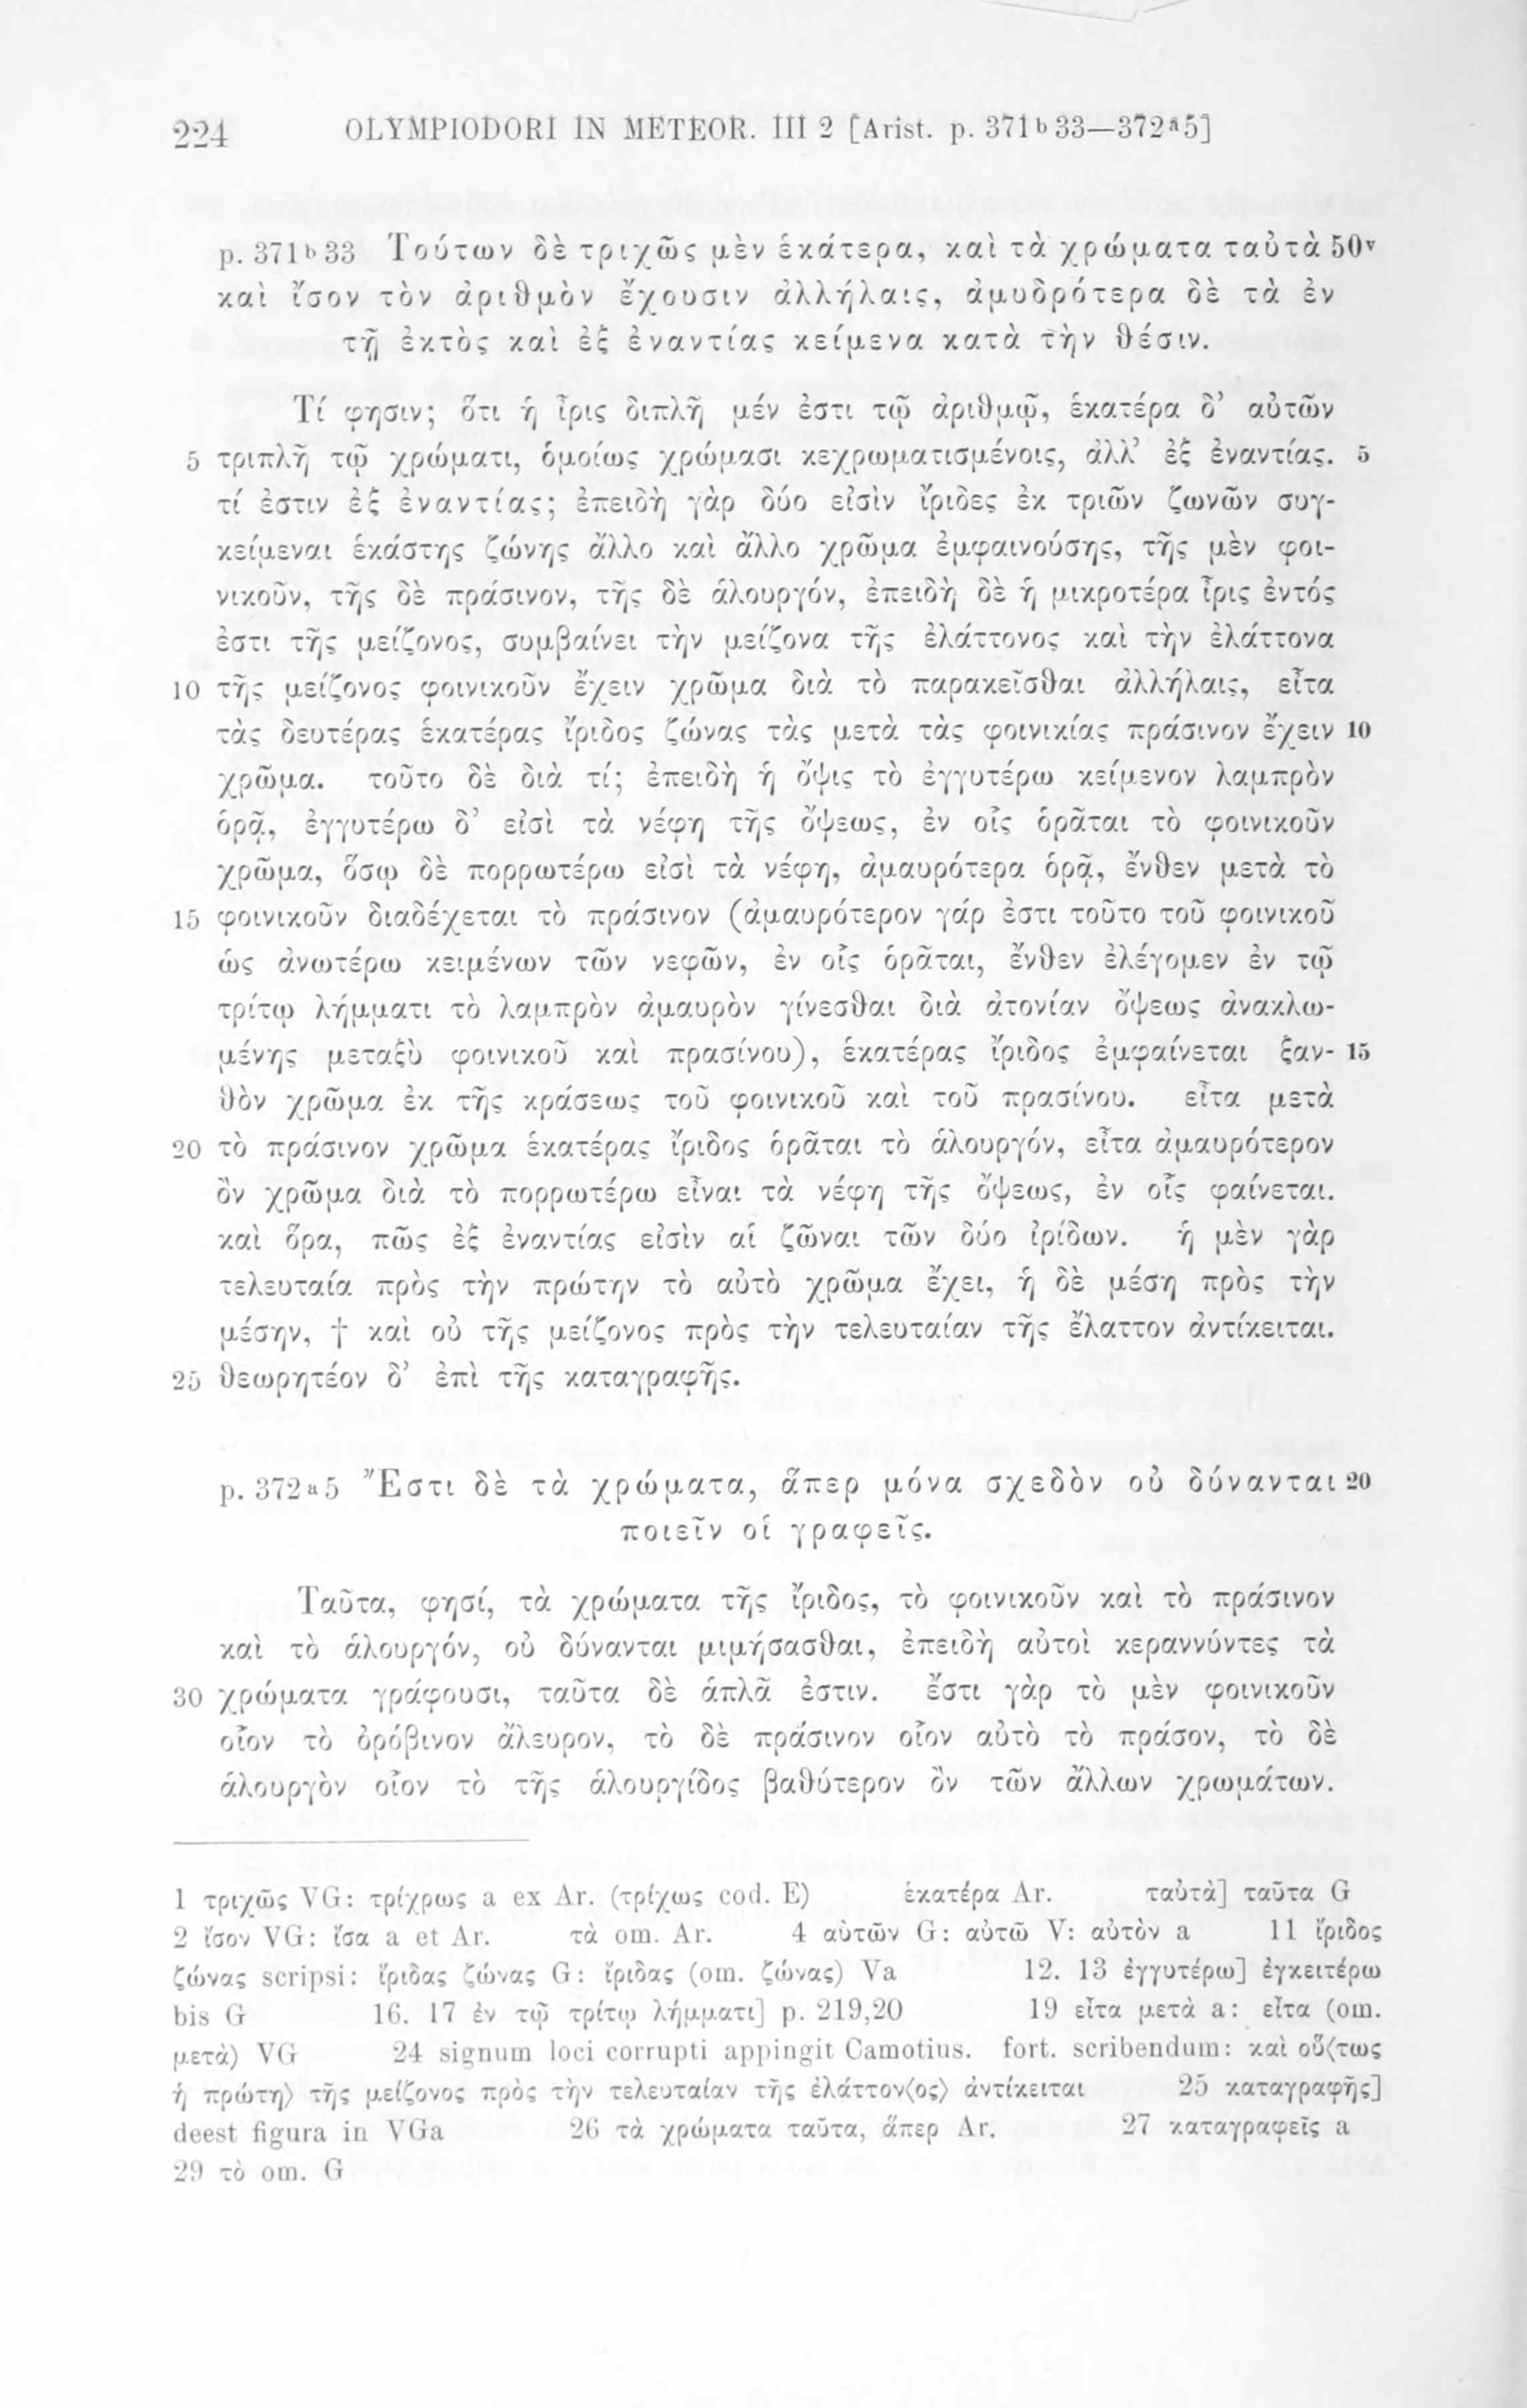 224 OLYMPIODORI IN METEOR. III 2 [Arist. p. 371ᵇ33—372ᵃ5]
p. 371ᵇ33 Τούτων δὲ τριχῶς μὲν ἑκάτερα, καὶ τὰ χρώματα ταὐτὰ 50ᵛ
καὶ ἴσον τὸν ἀριθμὸν ἔχουσιν ἀλλήλαις, ἀμυδρότερα δὲ τὰ ἐν
τῇ ἐκτὸς καὶ ἐξ ἐναντίας κείμενα κατὰ τὴν θέσιν.
Τί φησιν; ὅτι ἡ ἶρις διπλῆ μέν ἐστι τῷ ἀριθμῷ, ἑκατέρα δ’ αὐτῶν
5 τριπλῆ τῷ χρώματι, ὁμοίως χρώμασι κεχρωματισμένοις, ἀλλ’ ἐξ ἐναντίας. 5
τί ἐστιν ἐξ ἐναντίας; ἐπειδὴ γὰρ δύο εἰσὶν ἴριδες ἐκ τριῶν ζωνῶν συγ-
κείμεναι ἑκάστης ζώνης ἄλλο καὶ ἄλλο χρῶμα ἐμφαινούσης, τῆς μὲν φοι-
νικοῦν, τῆς δὲ πράσινον, τῆς δὲ ἁλουργόν, ἐπειδὴ δὲ ἡ μικροτέρα ἶρις ἐντός
ἐστι τῆς μείζονος, συμβαίνει τὴν μείζονα τῆς ἐλάττονος καὶ τὴν ἐλάττονα
10 τῆς μείζονος φοινικοῦν ἔχειν χρῶμα διὰ τὸ παρακεῖσθαι ἀλλήλαις, εἶτα
τὰς δευτέρας ἑκατέρας ἴριδος ζώνας τὰς μετὰ τὰς φοινικίας πράσινον ἔχειν 10
χρῶμα. τοῦτο δὲ διὰ τί; ἐπειδὴ ἡ ὄψις τὸ ἐγγυτέρω κείμενον λαμπρὸν
ὁρᾷ, ἐγγυτέρω δ’ εἰσὶ τὰ νέφη τῆς ὄψεως, ἐν οἷς ὁρᾶται τὸ φοινικοῦν
χρῶμα, ὅσῳ δὲ πορρωτέρω εἰσὶ τὰ νέφη, ἀμαυρότερα ὁρᾷ, ἔνθεν μετὰ τὸ
15 φοινικοῦν διαδέχεται τὸ πράσινον (ἀμαυρότερον γάρ ἐστι τοῦτο τοῦ φοινικοῦ
ὡς ἀνωτέρω κειμένων τῶν νεφῶν, ἐν οἷς ὁρᾶται, ἔνθεν ἐλέγομεν ἐν τῷ
τρίτῳ λήμματι τὸ λαμπρὸν ἀμαυρὸν γίνεσθαι διὰ ἀτονίαν ὄψεως ἀνακλω-
μένης μεταξὺ φοινικοῦ καὶ πρασίνου), ἑκατέρας ἴριδος ἐμφαίνεται ξαν- 15
θὸν χρῶμα ἐκ τῆς κράσεως τοῦ φοινικοῦ καὶ τοῦ πρασίνου. εἶτα μετὰ
20 τὸ πράσινον χρῶμα ἑκατέρας ἴριδος ὁρᾶται τὸ ἁλουργόν, εἶτα ἀμαυρότερον
ὂν χρῶμα διὰ τὸ πορρωτέρω εἶναι τὰ νέφη τῆς ὄψεως, ἐν οἷς φαίνεται.
καὶ ὅρα, πῶς ἐξ ἐναντίας εἰσὶν αἱ ζῶναι τῶν δύο ἰρίδων. ἡ μὲν γὰρ
τελευταία πρὸς τὴν πρώτην τὸ αὐτὸ χρῶμα ἔχει, ἡ δὲ μέση πρὸς τὴν
μέσην, † καὶ οὐ τῆς μείζονος πρὸς τὴν τελευταίαν τῆς ἔλαττον ἀντίκειται.
25 θεωρητέον δ’ ἐπὶ τῆς καταγραφῆς.
p. 372ᵃ5 Ἔστι δὲ τὰ χρώματα, ἅπερ μόνα σχεδὸν οὐ δύνανται 20
ποιεῖν οἱ γραφεῖς.
Ταῦτα, φησί, τὰ χρώματα τῆς ἴριδος, τὸ φοινικοῦν καὶ τὸ πράσινον
καὶ τὸ ἁλουργόν, οὐ δύνανται μιμήσασθαι, ἐπειδὴ αὐτοὶ κεραννύντες τὰ
30 χρώματα γράφουσι, ταῦτα δὲ ἁπλᾶ ἐστιν. ἔστι γὰρ τὸ μὲν φοινικοῦν
οἷον τὸ ὀρόβινον ἄλευρον, τὸ δὲ πράσινον οἷον αὐτὸ τὸ πράσον, τὸ δὲ
ἁλουργὸν οἷον τὸ τῆς ἁλουργίδος βαθύτερον ὂν τῶν ἄλλων χρωμάτων.
1 τριχῶς VG: τρίχρως a ex Ar. (τρίχως cod. E) ἑκατέρα Ar. ταὐτὰ] ταῦτα G
2 ἴσον VG: ἴσα a et Ar. τὰ om. Ar. 4 αὐτῶν G: αὐτῶ V: αὐτὸν a 11 ἴριδος
ζώνας scripsi: ἴριδας ζώνας G: ἴριδας (om. ζώνας) Va 12. 13 ἐγγυτέρω] ἐγκειτέρω
bis G 16. 17 ἐν τῷ τρίτῳ λήμματι] p. 219,20 19 εἶτα μετὰ a: εἶτα (om.
μετὰ) VG 24 signum loci corrupti appingit Camotius. fort. scribendum: καὶ οὕ⟨τως
ἡ πρώτη⟩ τῆς μείζονος πρὸς τὴν τελευταίαν τῆς ἐλάττον⟨ος⟩ ἀντίκειται 25 καταγραφῆς]
deest figura in VGa 26 τὰ χρώματα ταῦτα, ἅπερ Ar. 27 καταγραφεῖς a
29 τὸ om. G